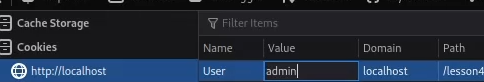 Cache Storage
Filter Items
Cookies
Name Value Domain Path
http://localhost User admin localhost /lesson4